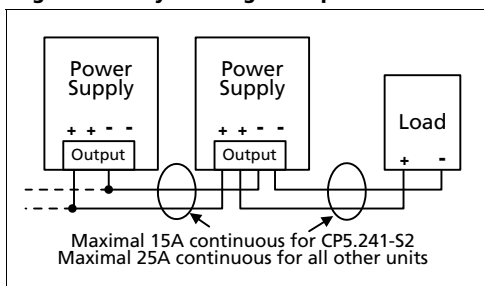 Power Supply
+ + - -
Output
Power Supply
+ + - -
Output
Load
+ -
Maximal 15A continuous for CP5.241-S2
Maximal 25A continuous for all other units